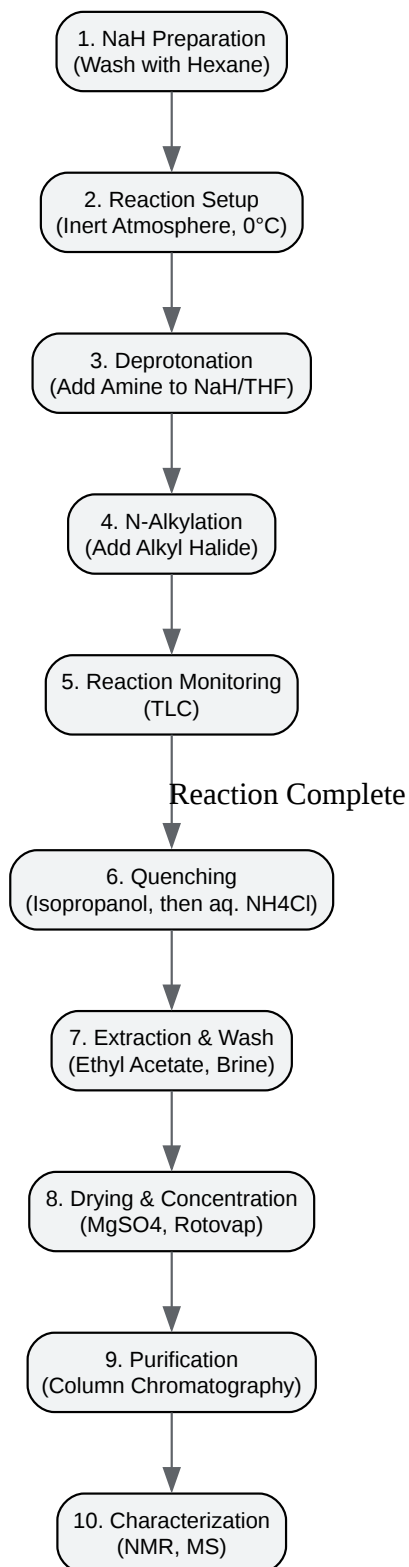 1. NaH Preparation
(Wash with Hexane)
2. Reaction Setup
(Inert Atmosphere, 0°C)
3. Deprotonation
(Add Amine to NaH/THF)
4. N-Alkylation
(Add Alkyl Halide)
5. Reaction Monitoring
(TLC)
Reaction Complete
6. Quenching
(Isopropanol, then aq. NH4Cl)
7. Extraction & Wash
(Ethyl Acetate, Brine)
8. Drying & Concentration
(MgSO4, Rotovap)
9. Purification
(Column Chromatography)
10. Characterization
(NMR, MS)